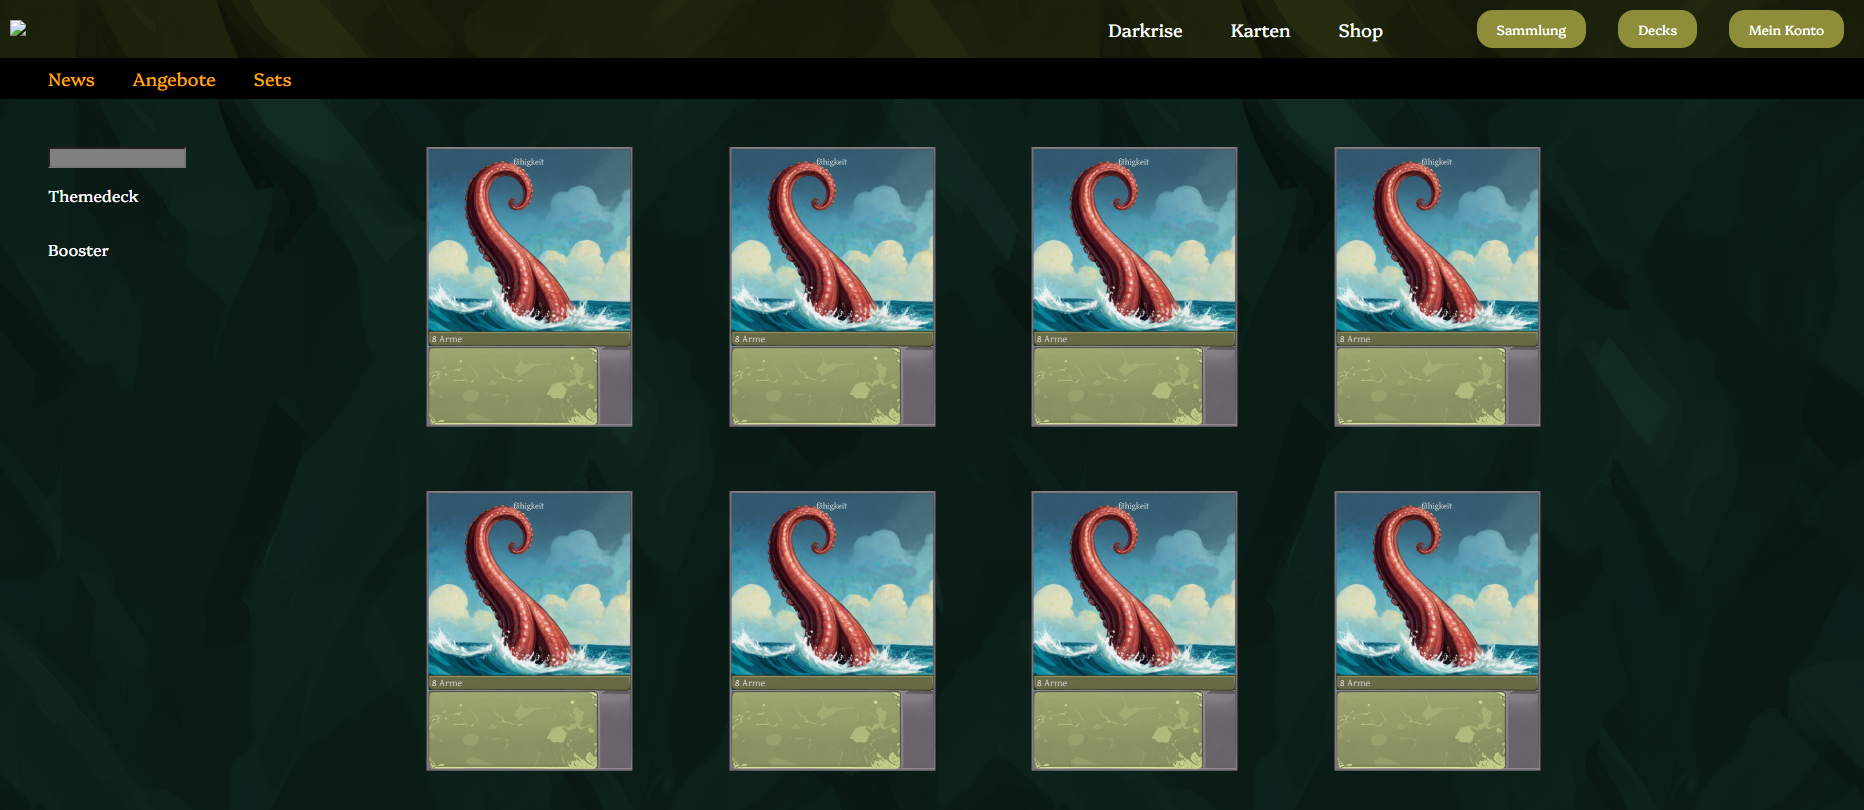 Darkrise Karten Shop Sammlung Decks Mein Konto
News Angebote Sets
Themedeck
Booster
fähigkeit fähigkeit fähigkeit fähigkeit
8 Arme 8 Arme 8 Arme 8 Arme
fähigkeit fähigkeit fähigkeit fähigkeit
8 Arme 8 Arme 8 Arme 8 Arme